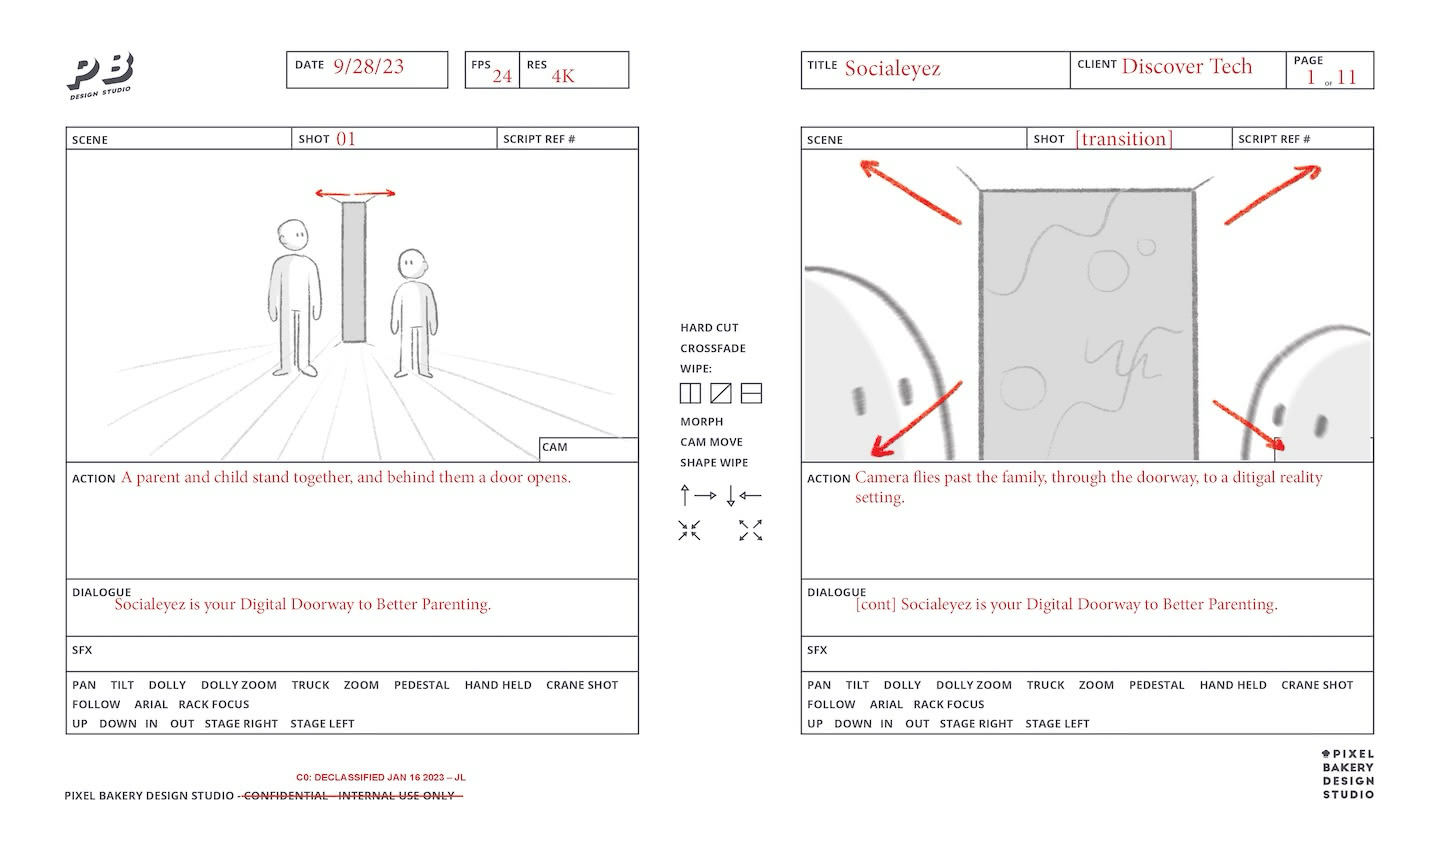 PB
DESIGN STUDIO
DATE 9/28/23
FPS 24
RES 4K
TITLE Socialeyez
CLIENT Discover Tech
PAGE 1 OF 11
SCENE
SHOT 01
SCRIPT REF #
CAM
ACTION A parent and child stand together, and behind them a door opens.
DIALOGUE
Socialeyez is your Digital Doorway to Better Parenting.
SFX
PAN TILT DOLLY DOLLY ZOOM TRUCK ZOOM PEDESTAL HAND HELD CRANE SHOT
FOLLOW ARIAL RACK FOCUS
UP DOWN IN OUT STAGE RIGHT STAGE LEFT
HARD CUT
CROSSFADE
WIPE:
MORPH
CAM MOVE
SHAPE WIPE
SCENE
SHOT [transition]
SCRIPT REF #
ACTION Camera flies past the family, through the doorway, to a ditigal reality
setting.
DIALOGUE
[cont] Socialeyez is your Digital Doorway to Better Parenting.
SFX
PAN TILT DOLLY DOLLY ZOOM TRUCK ZOOM PEDESTAL HAND HELD CRANE SHOT
FOLLOW ARIAL RACK FOCUS
UP DOWN IN OUT STAGE RIGHT STAGE LEFT
C0: DECLASSIFIED JAN 16 2023 – JL
PIXEL BAKERY DESIGN STUDIO - CONFIDENTIAL - INTERNAL USE ONLY
PIXEL
BAKERY
DESIGN
STUDIO